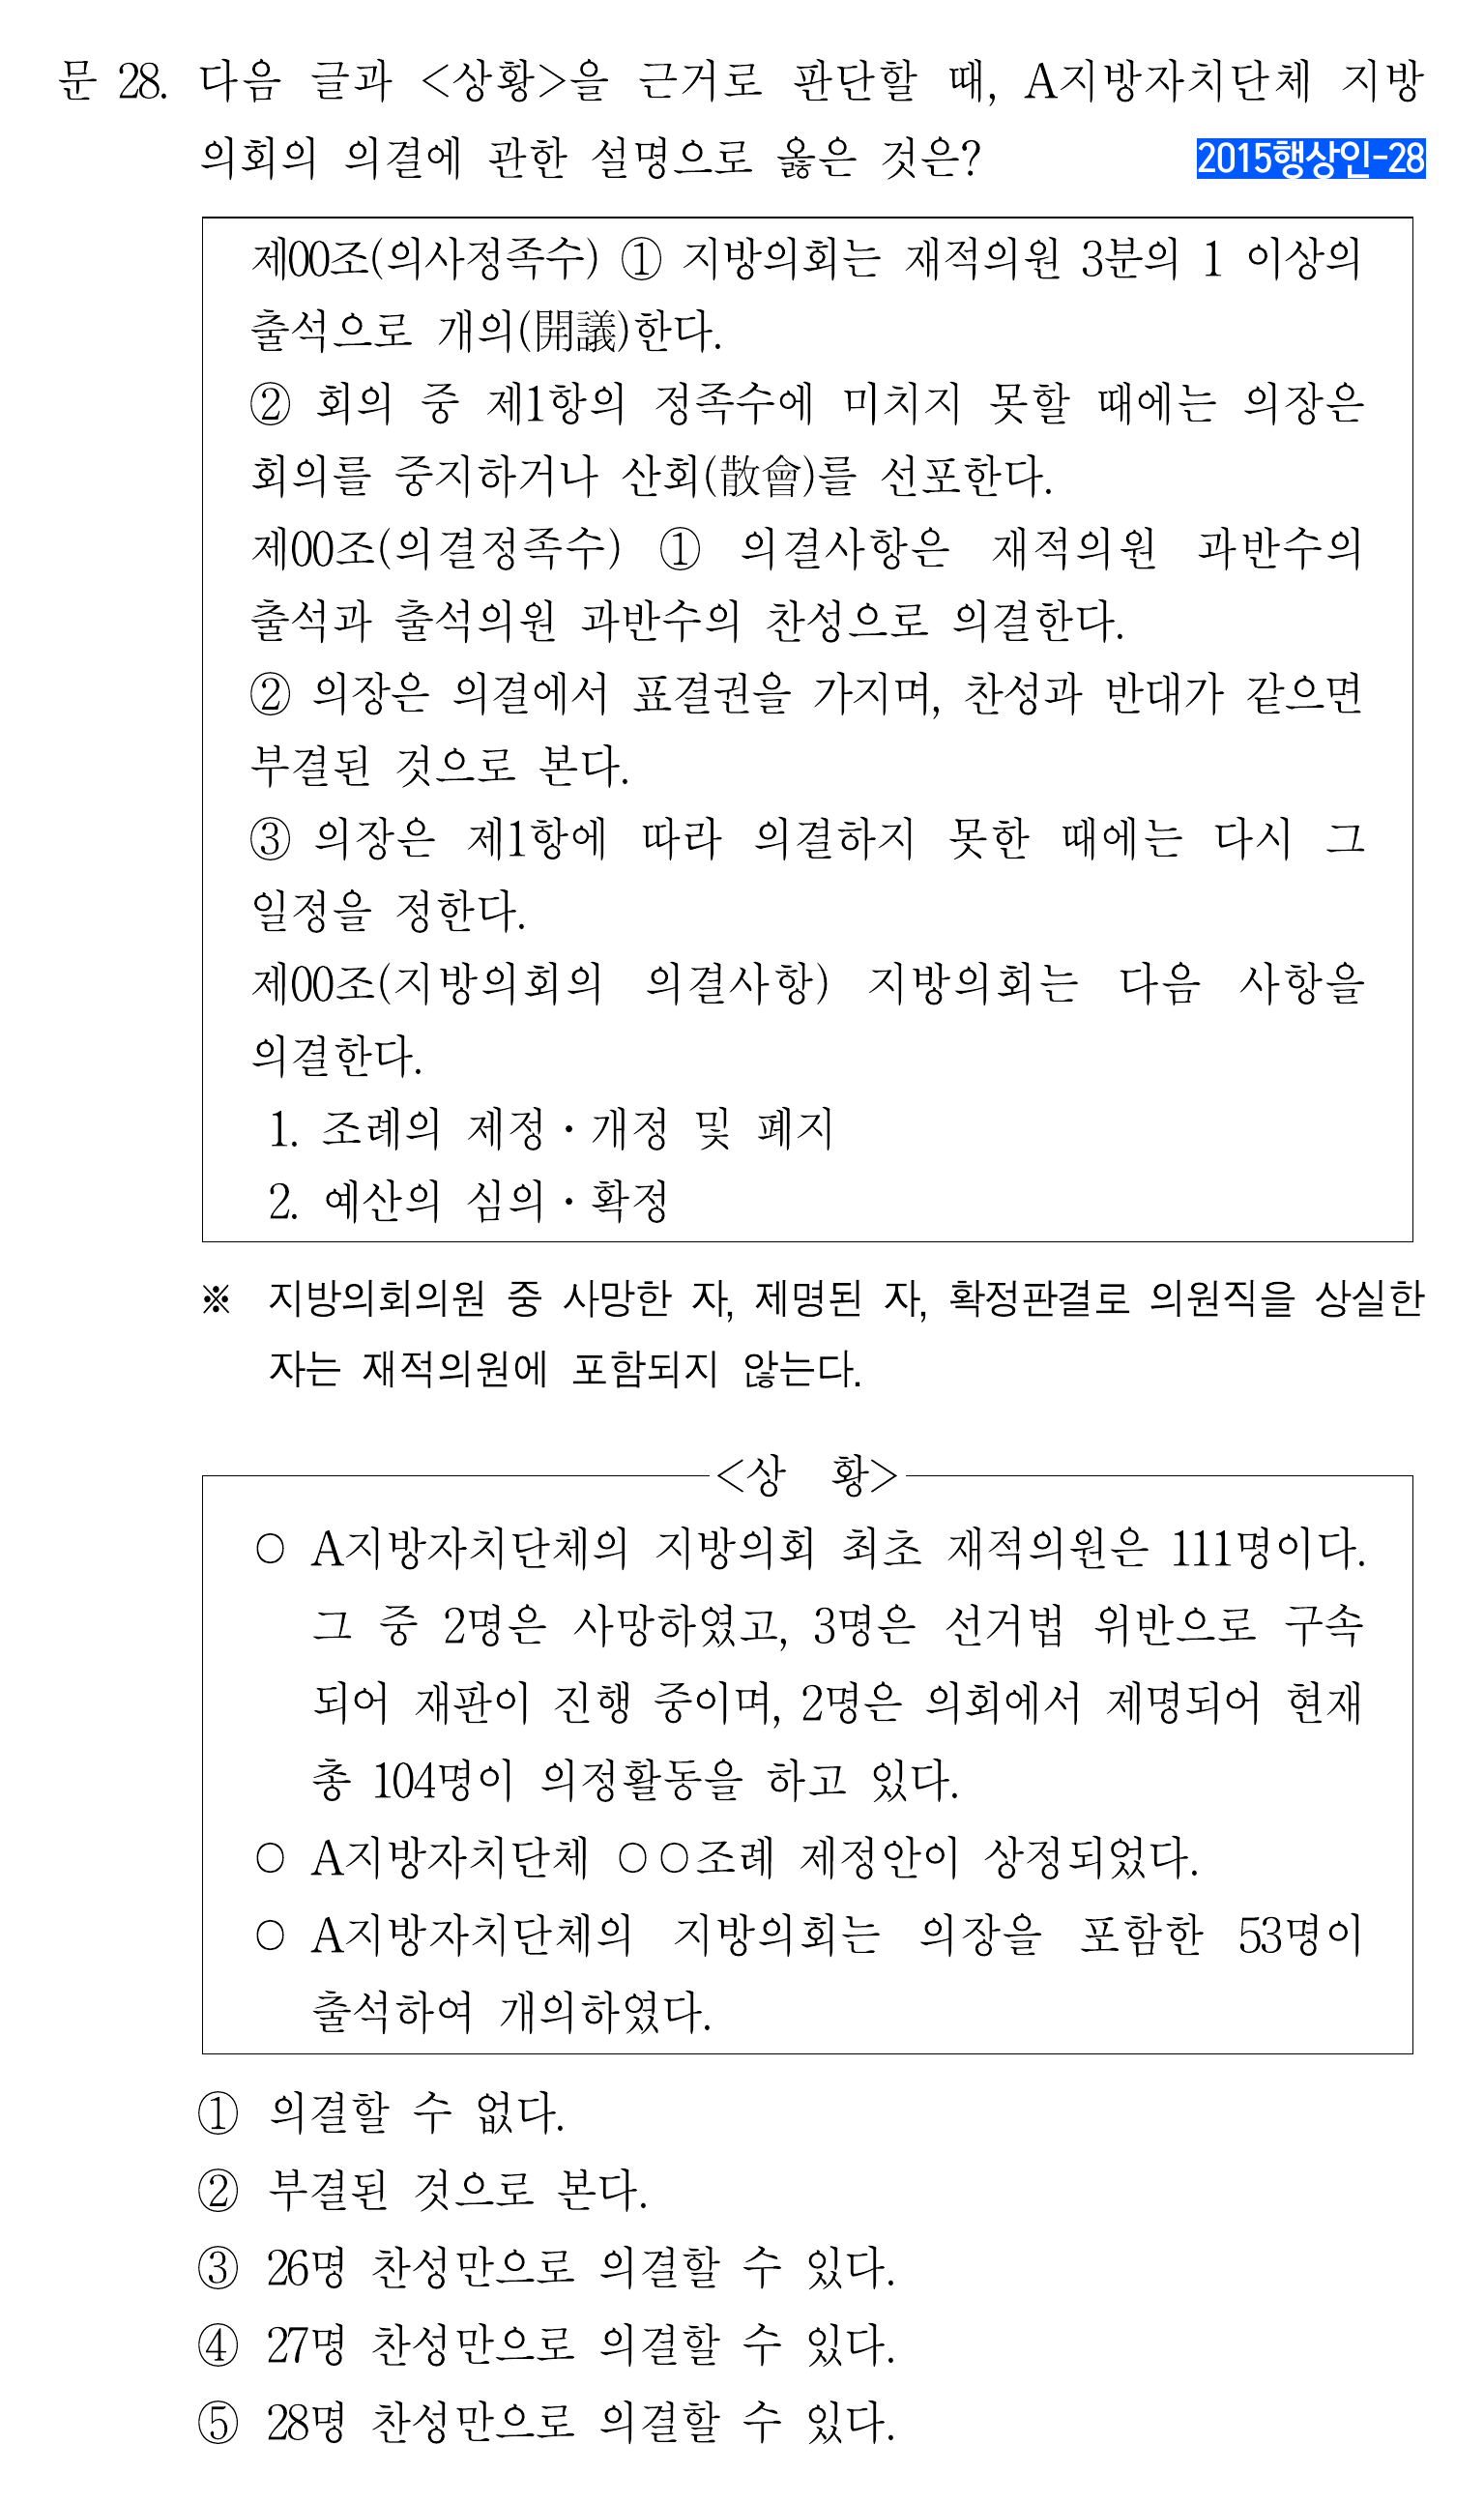 문 28. 다음 글과 <상황>을 근거로 판단할 때, A지방자치단체 지방
의회의 의결에 관한 설명으로 옳은 것은? 2015행상인-28
제00조(의사정족수) ① 지방의회는 재적의원 3분의 1 이상의
출석으로 개의(開議)한다.
② 회의 중 제1항의 정족수에 미치지 못할 때에는 의장은
회의를 중지하거나 산회(散會)를 선포한다.
제00조(의결정족수) ① 의결사항은 재적의원 과반수의
출석과 출석의원 과반수의 찬성으로 의결한다.
② 의장은 의결에서 표결권을 가지며, 찬성과 반대가 같으면
부결된 것으로 본다.
③ 의장은 제1항에 따라 의결하지 못한 때에는 다시 그
일정을 정한다.
제00조(지방의회의 의결사항) 지방의회는 다음 사항을
의결한다.
1. 조례의 제정·개정 및 폐지
2. 예산의 심의·확정
※ 지방의회의원 중 사망한 자, 제명된 자, 확정판결로 의원직을 상실한
자는 재적의원에 포함되지 않는다.
<상 황>
○ A지방자치단체의 지방의회 최초 재적의원은 111명이다.
그 중 2명은 사망하였고, 3명은 선거법 위반으로 구속
되어 재판이 진행 중이며, 2명은 의회에서 제명되어 현재
총 104명이 의정활동을 하고 있다.
○ A지방자치단체 ○○조례 제정안이 상정되었다.
○ A지방자치단체의 지방의회는 의장을 포함한 53명이
출석하여 개의하였다.
① 의결할 수 없다.
② 부결된 것으로 본다.
③ 26명 찬성만으로 의결할 수 있다.
④ 27명 찬성만으로 의결할 수 있다.
⑤ 28명 찬성만으로 의결할 수 있다.